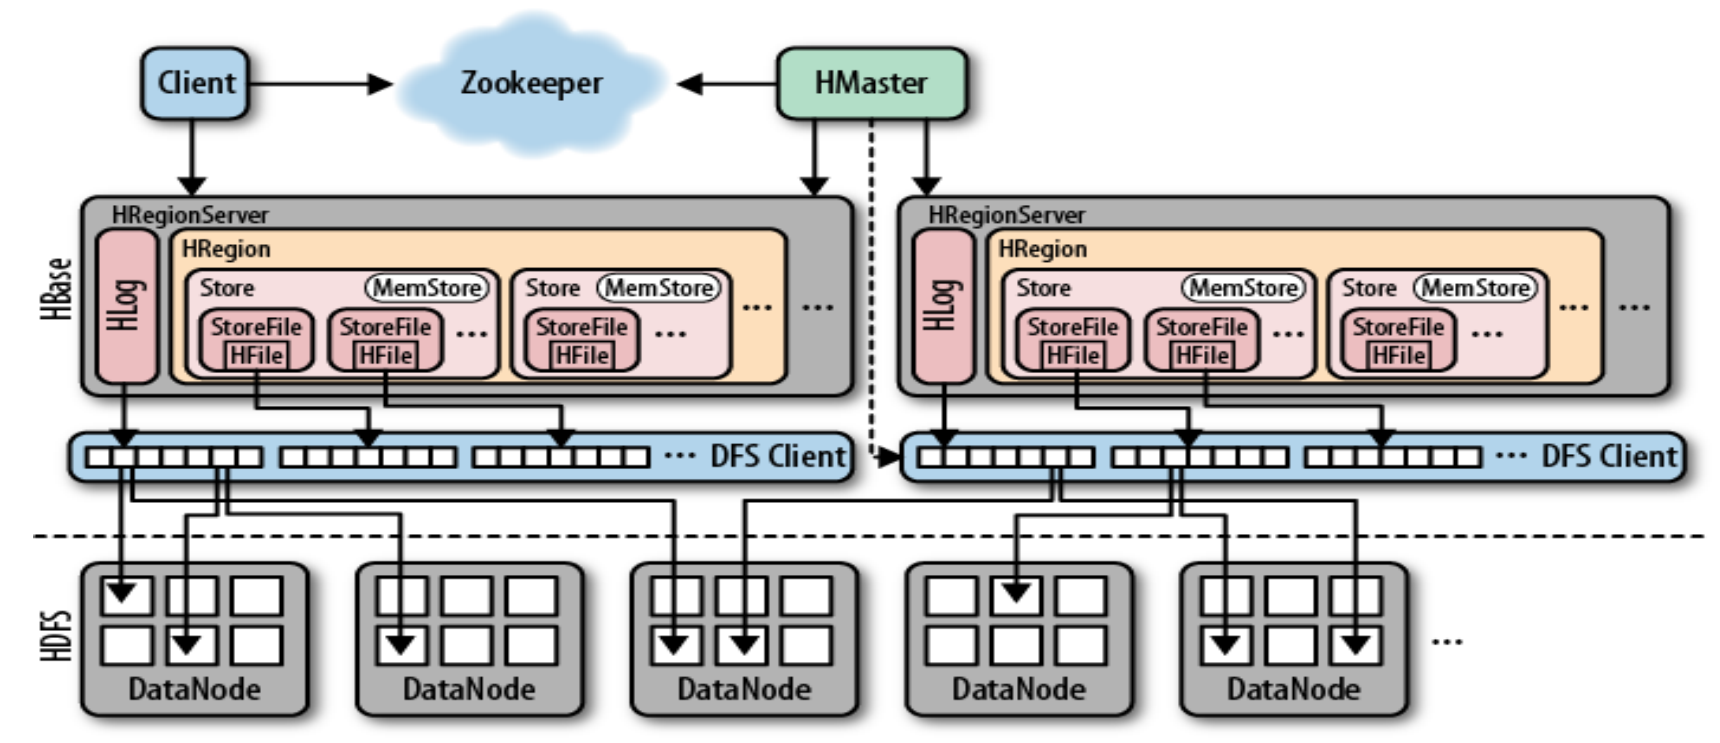 Client
Zookeeper
HMaster
HBase
HRegionServer
HLog
HRegion
Store
MemStore
StoreFile
HFile
StoreFile
HFile
...
Store
MemStore
StoreFile
HFile
...
...
...
HRegionServer
HLog
HRegion
Store
MemStore
StoreFile
HFile
StoreFile
HFile
...
Store
MemStore
StoreFile
HFile
...
...
...
... DFS Client
... DFS Client
HDFS
DataNode
DataNode
DataNode
DataNode
DataNode
...